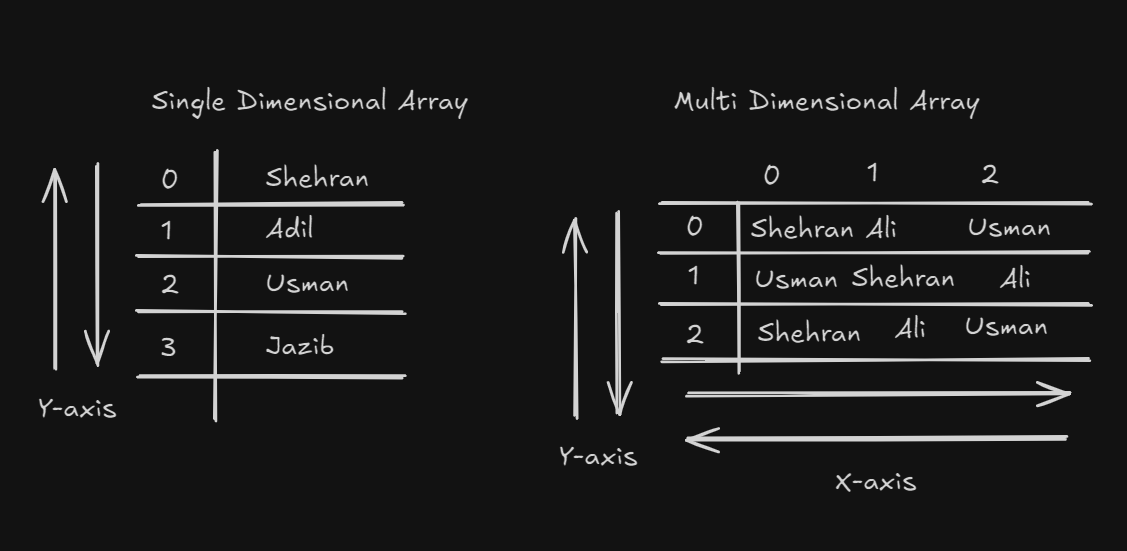 Single Dimensional Array
0 Shehran
1 Adil
2 Usman
3 Jazib
Y-axis
Multi Dimensional Array
0 1 2
0 Shehran Ali Usman
1 Usman Shehran Ali
2 Shehran Ali Usman
Y-axis
X-axis